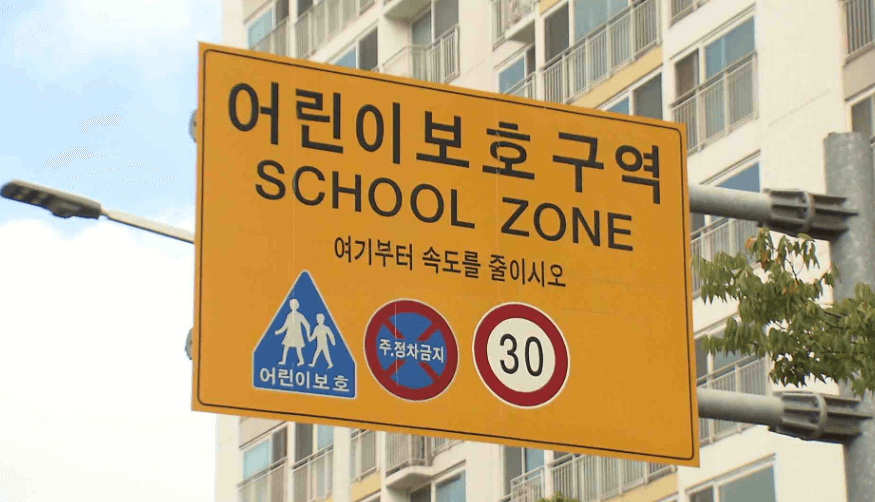 어린이보호구역
SCHOOL ZONE
여기부터 속도를 줄이시오
어린이보호
주.정차금지
30